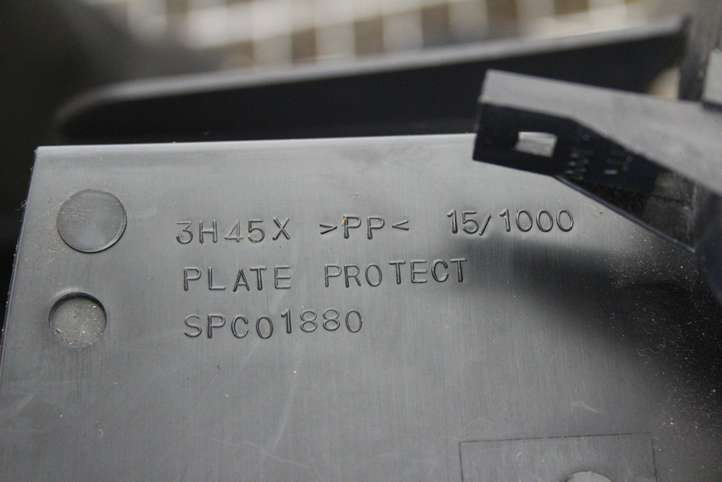 3H45X >PP< 15/1000
PLATE PROTECT
SPC01880